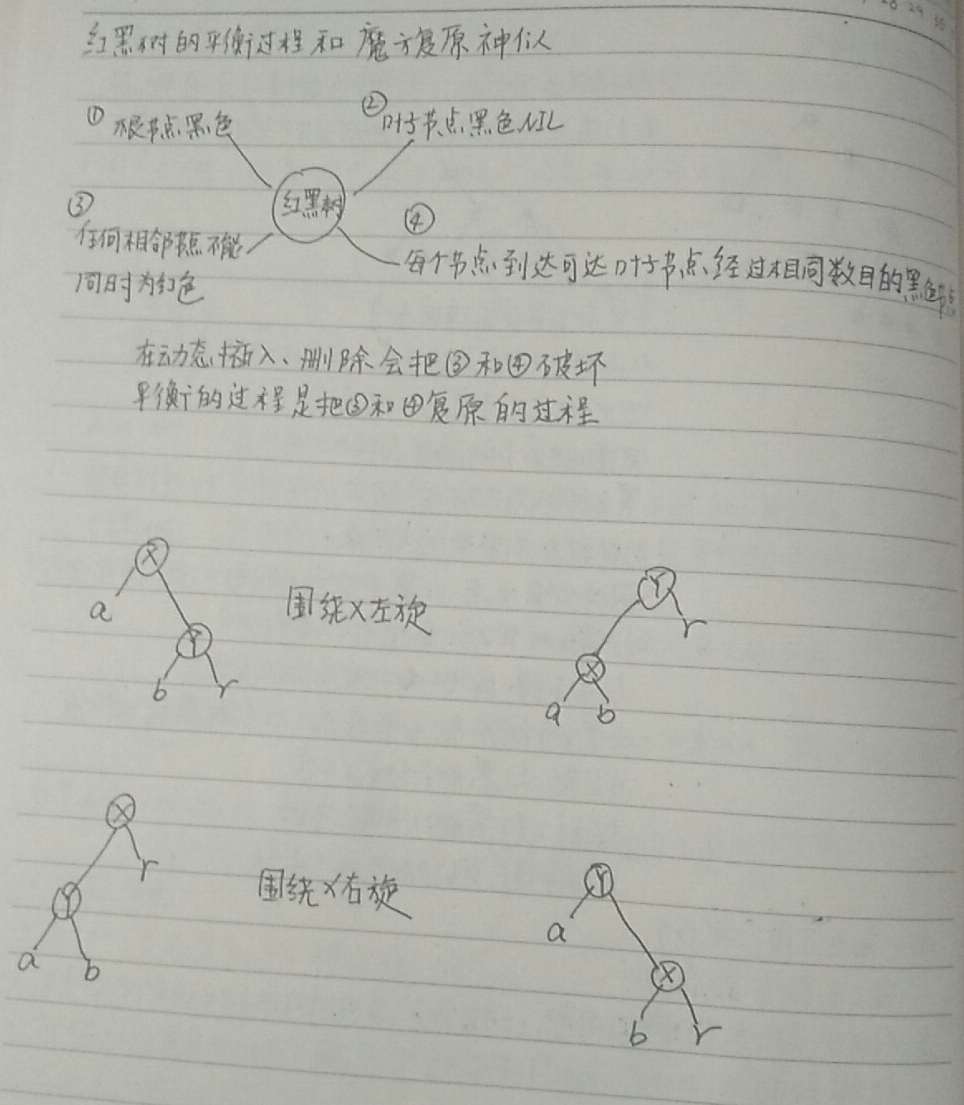 红黑树的平衡过程和魔方复原神似
① 根节点黑色
② 叶子节点黑色NIL
红黑树
③
任何相邻节点不能
同时为红色
④
每个节点到达可达叶子节点经过相同数目的黑色节点
在动态插入、删除会把③和④破坏
平衡的过程是把③和④复原的过程
X
a
Y
b r
围绕X左旋
Y
r
X
a b
X
r
Y
a b
围绕X右旋
Y
a
X
b r